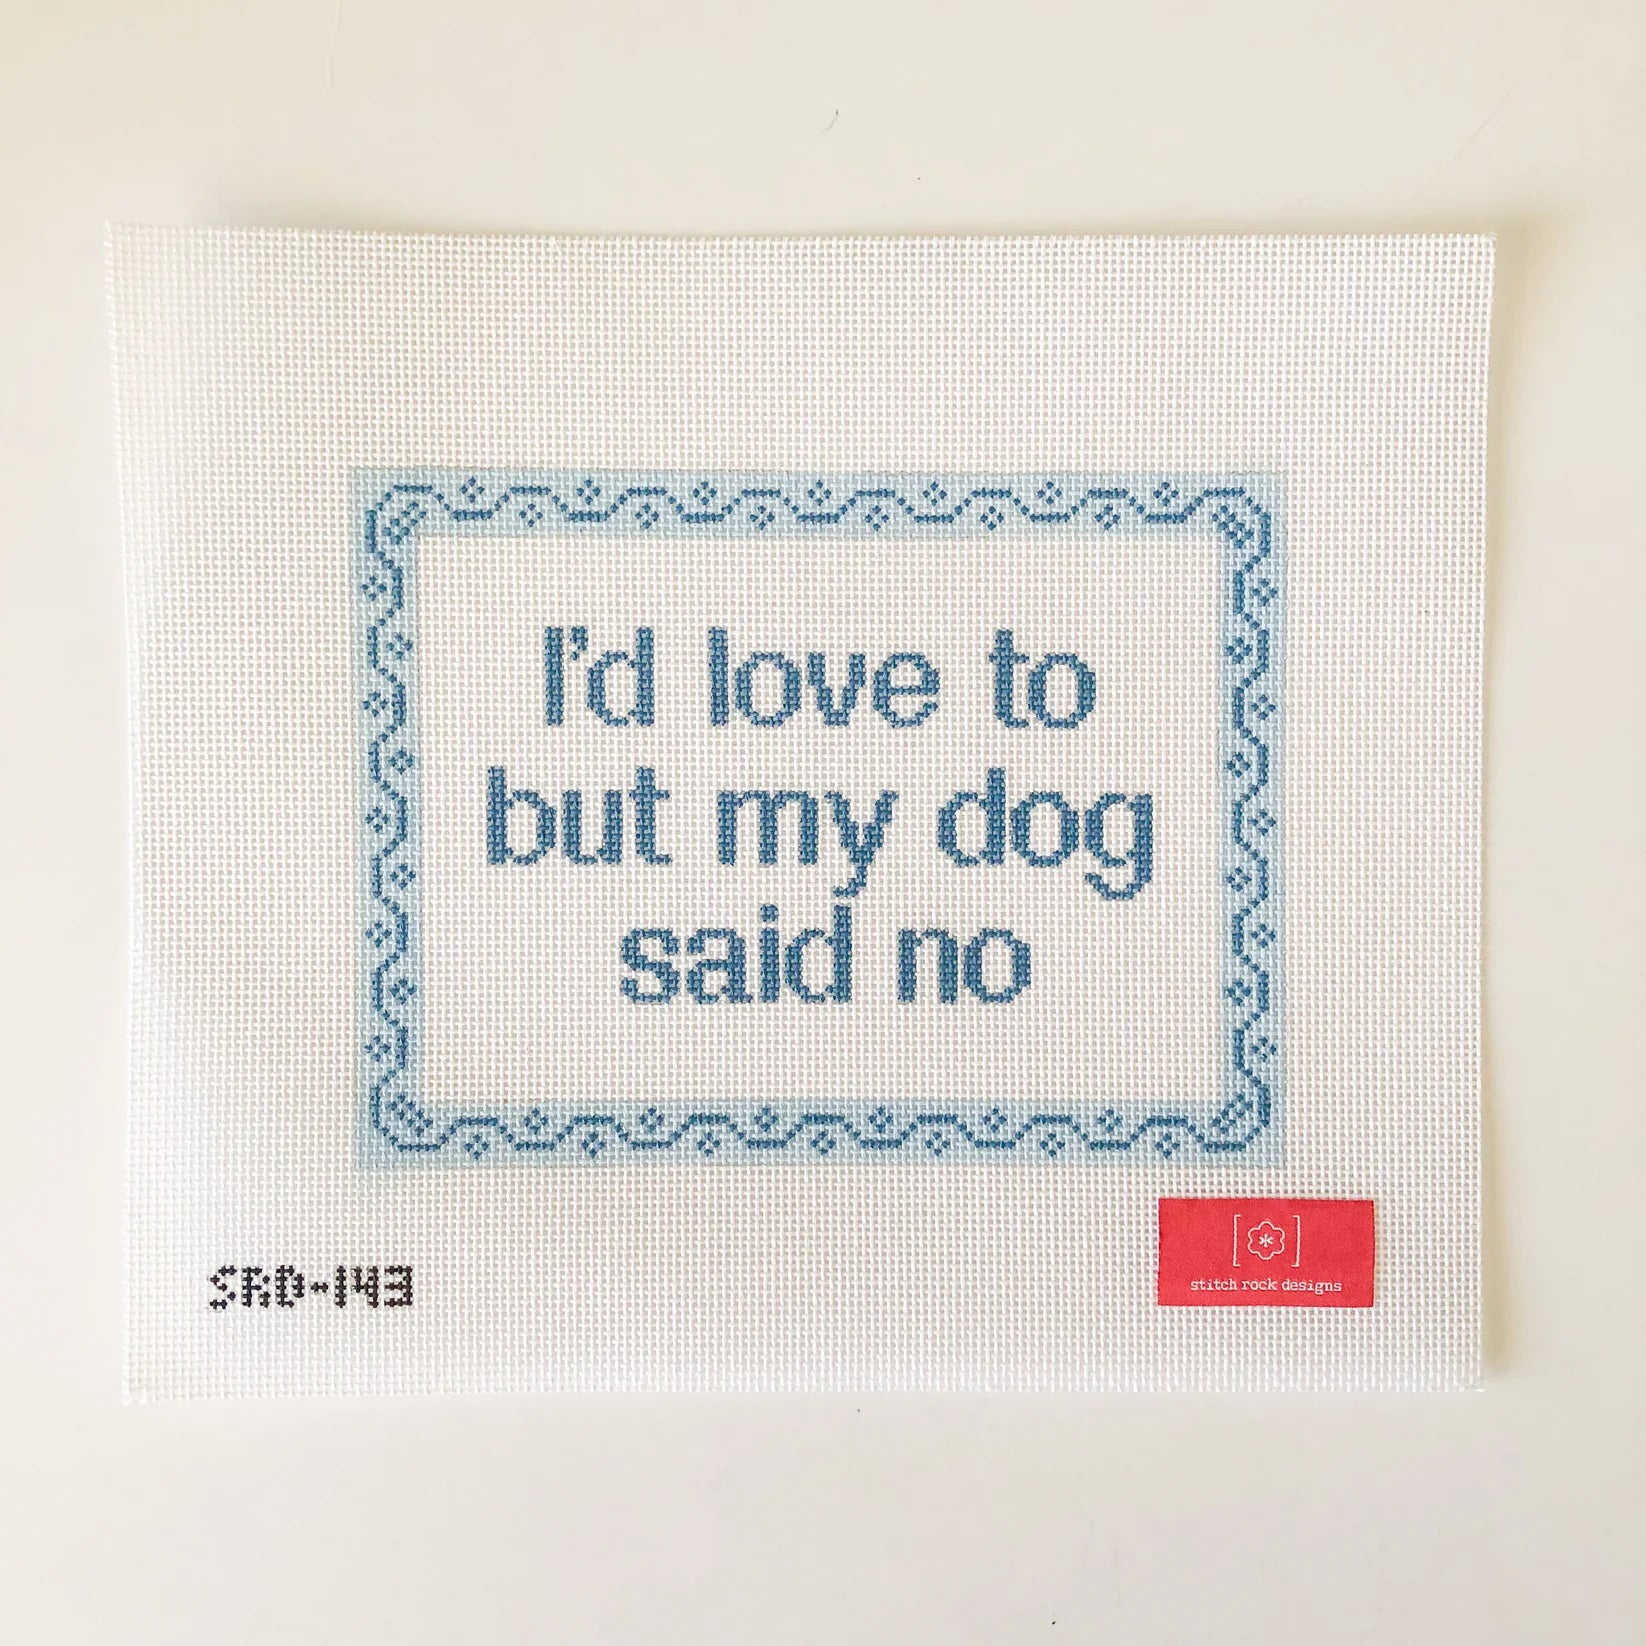 I'd love to
but my dog
said no
SRD-143
[*]
stitch rock designs